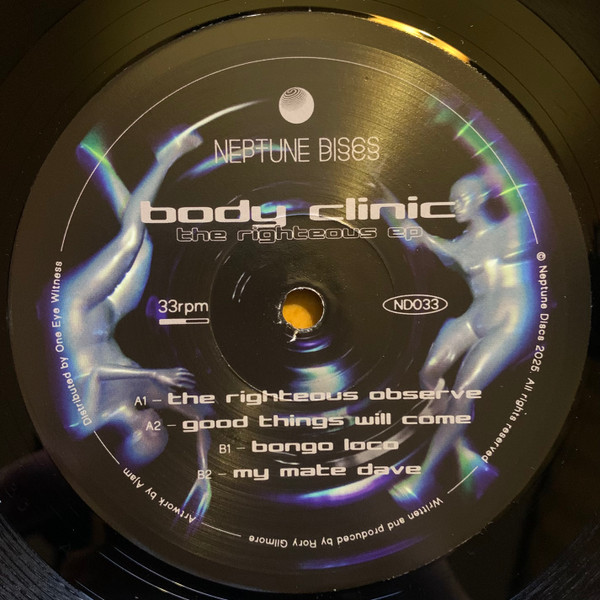 NEPTUNE DISCS
body clinic
the righteous ep
33rpm
ND033
A1 – the righteous observe
A2 – good things will come
B1 – bongo loco
B2 – my mate dave
Distributed by One Eye Witness
© Neptune Discs 2025. All rights reserved
Artwork by Ajam
Written and produced by Rory Gilmore